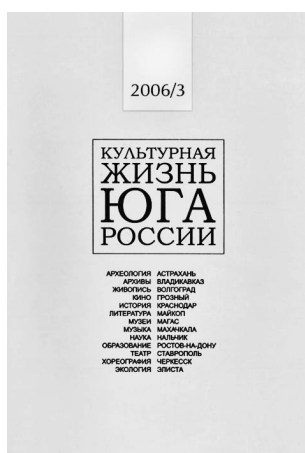 2006/3
КУЛЬТУРНАЯ
ЖИЗНЬ
ЮГА
РОССИИ
АРХЕОЛОГИЯ АСТРАХАНЬ
АРХИВЫ ВЛАДИКАВКАЗ
ЖИВОПИСЬ ВОЛГОГРАД
КИНО ГРОЗНЫЙ
ИСТОРИЯ КРАСНОДАР
ЛИТЕРАТУРА МАЙКОП
МУЗЕИ МАГАС
МУЗЫКА МАХАЧКАЛА
НАУКА НАЛЬЧИК
ОБРАЗОВАНИЕ РОСТОВ-НА-ДОНУ
ТЕАТР СТАВРОПОЛЬ
ХОРЕОГРАФИЯ ЧЕРКЕССК
ЭКОЛОГИЯ ЭЛИСТА